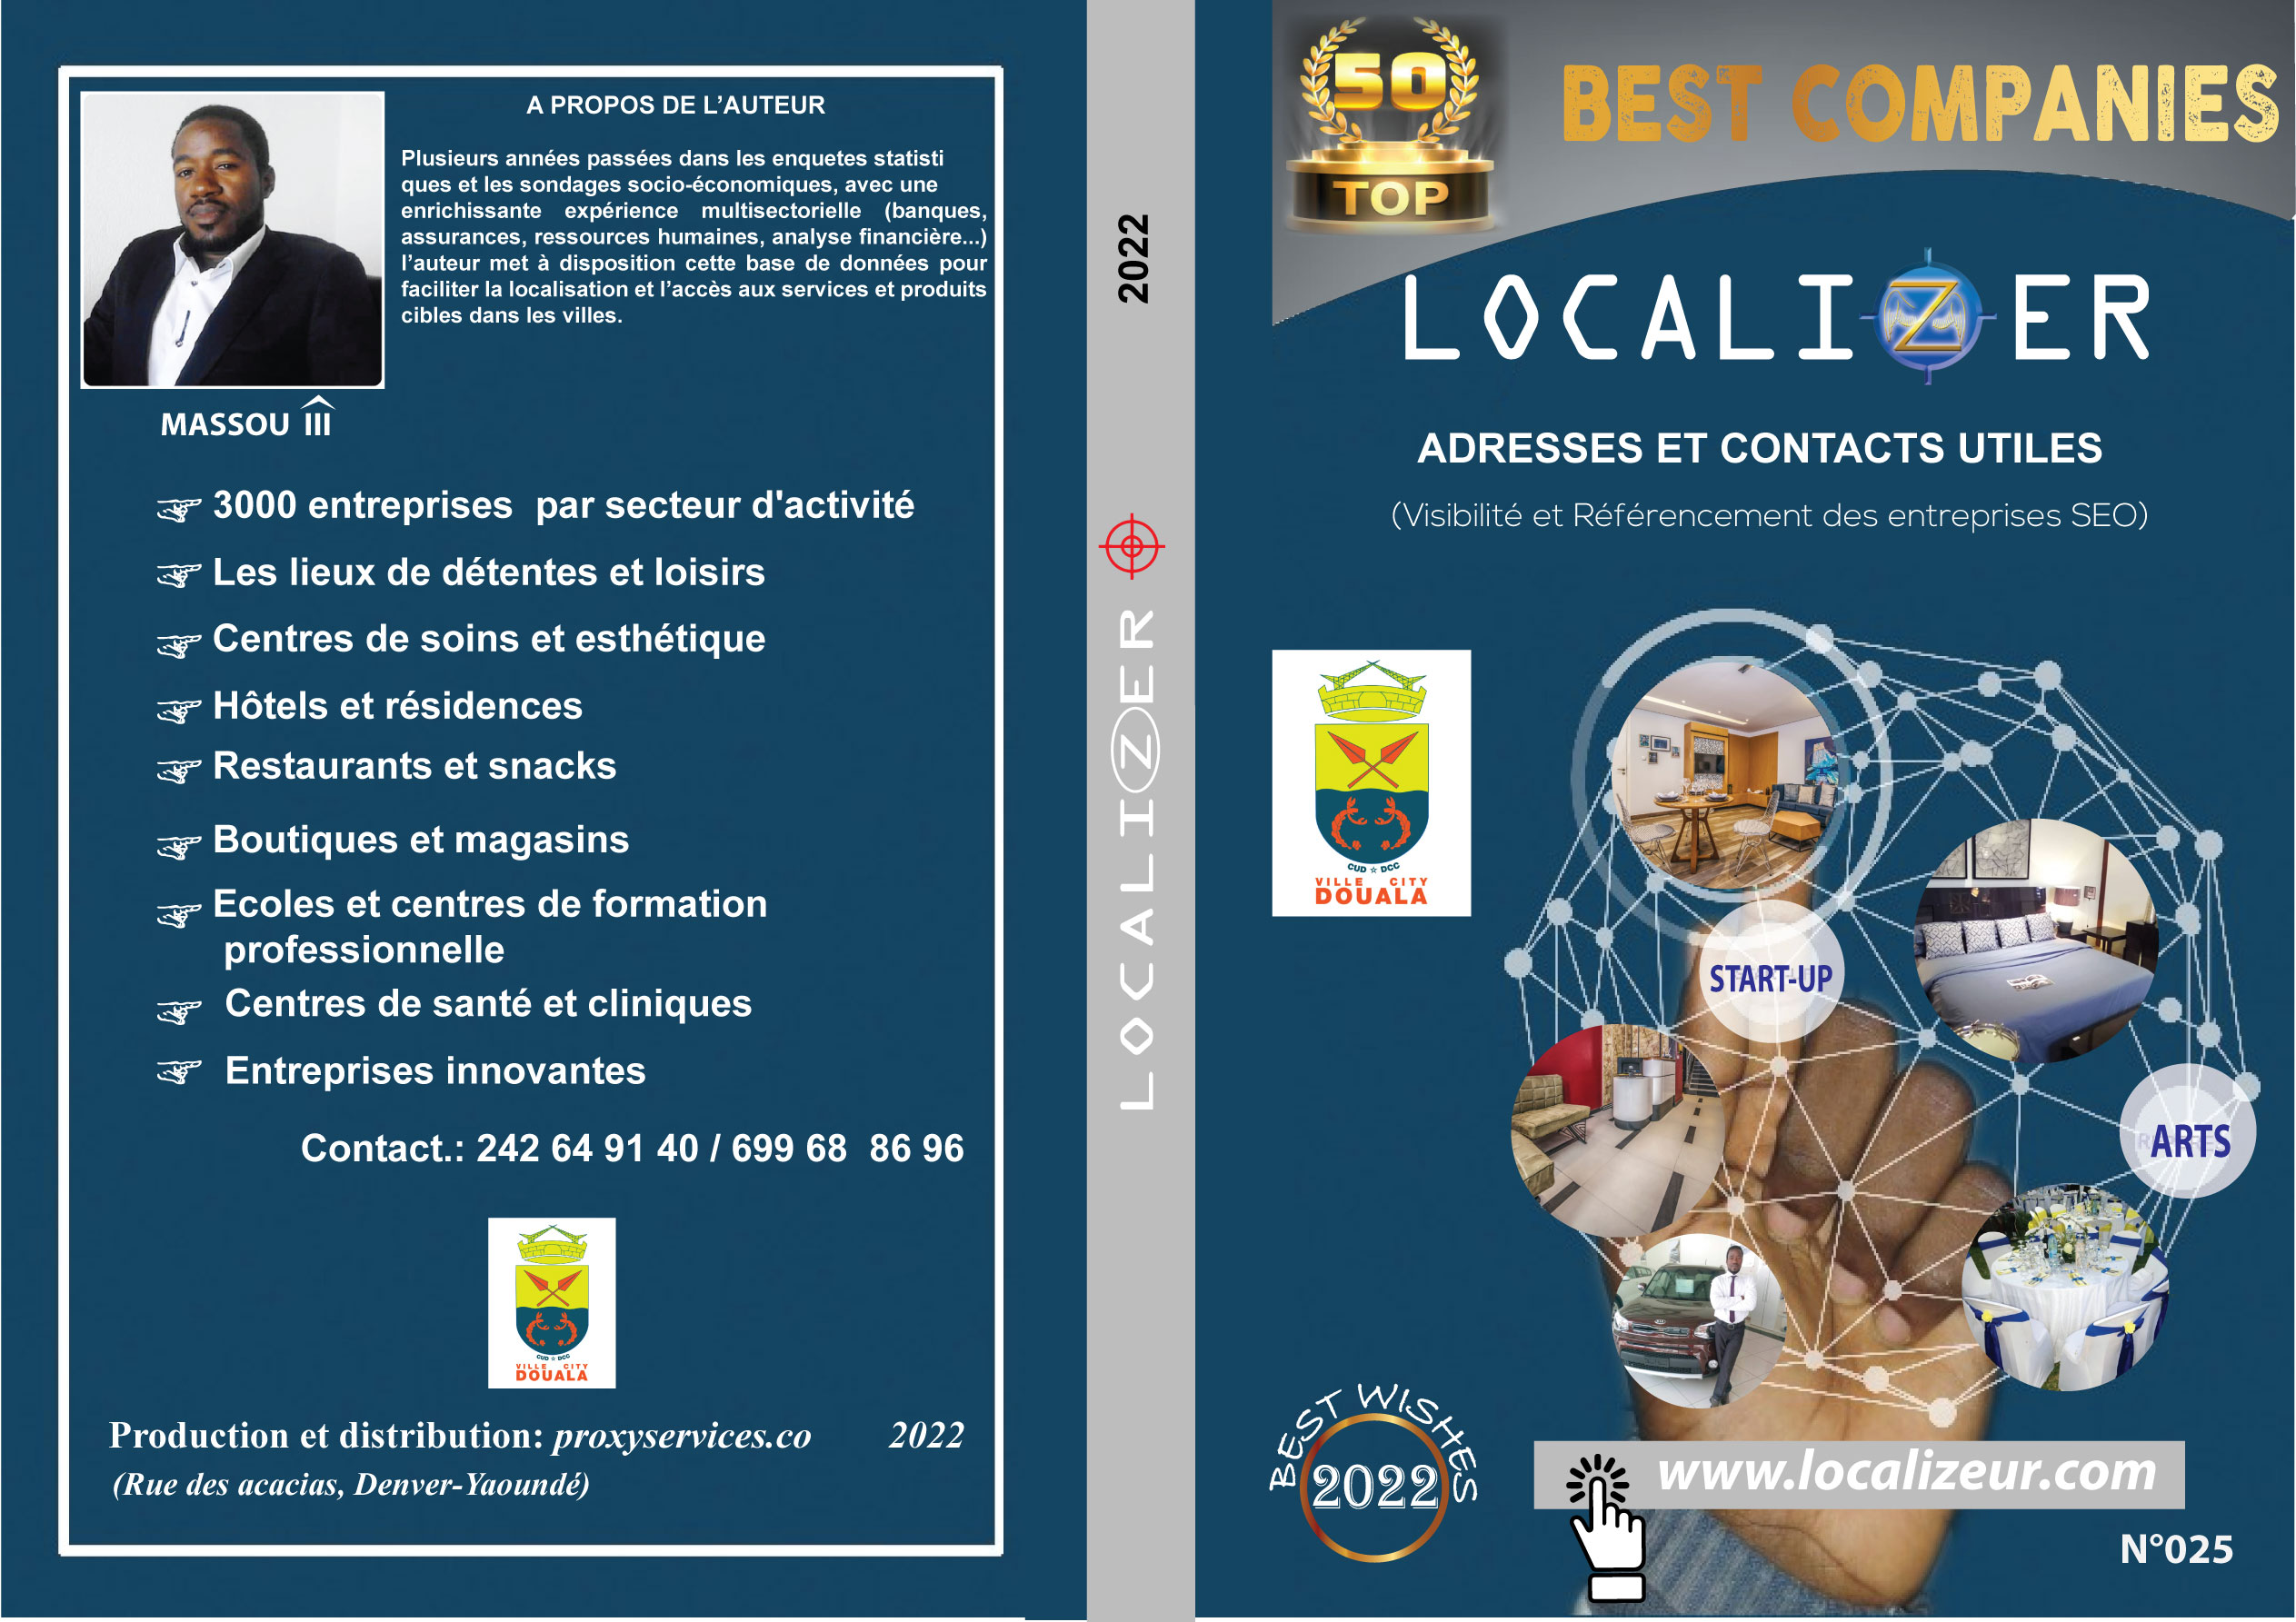 A PROPOS DE L'AUTEUR
Plusieurs années passées dans les enquetes statisti
ques et les sondages socio-économiques, avec une
enrichissante expérience multisectorielle (banques,
assurances, ressources humaines, analyse financière...)
l'auteur met à disposition cette base de données pour
faciliter la localisation et l'accès aux services et produits
cibles dans les villes.
MASSOU III
3000 entreprises par secteur d'activité
Les lieux de détentes et loisirs
Centres de soins et esthétique
Hôtels et résidences
Restaurants et snacks
Boutiques et magasins
Ecoles et centres de formation
professionnelle
Centres de santé et cliniques
Entreprises innovantes
Contact.: 242 64 91 40 / 699 68 86 96
CUD ☆ DCC
VILLE CITY
DOUALA
Production et distribution: proxyservices.co 2022
(Rue des acacias, Denver-Yaoundé)
2022
LOCALIZER
50
TOP
BEST COMPANIES
LOCALIZER
ADRESSES ET CONTACTS UTILES
(Visibilité et Référencement des entreprises SEO)
CUD ☆ DCC
VILLE CITY
DOUALA
START-UP
ARTS
BEST WISHES
2022
www.localizeur.com
N°025